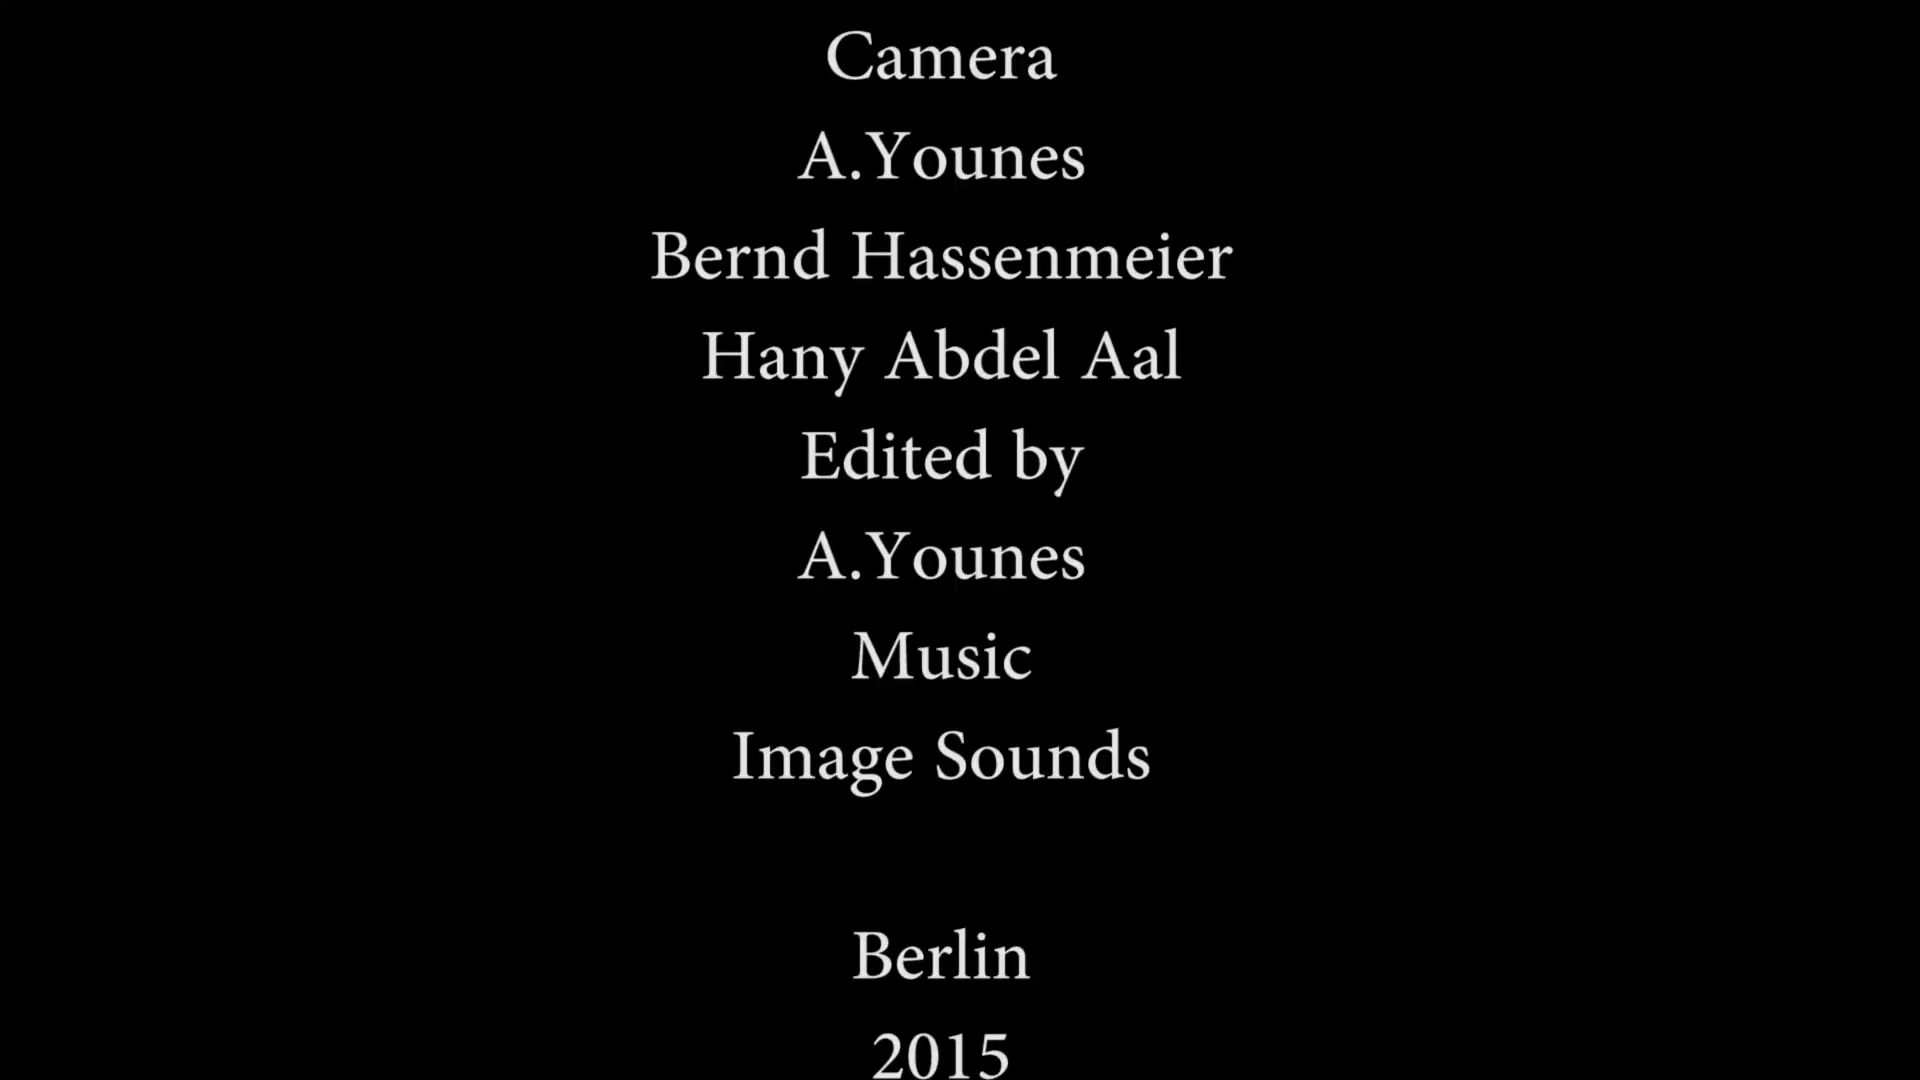 Camera
A.Younes
Bernd Hassenmeier
Hany Abdel Aal
Edited by
A.Younes
Music
Image Sounds
Berlin
2015